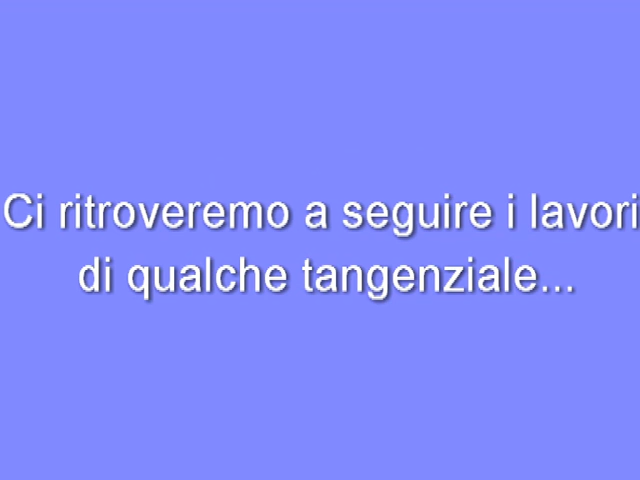 Ci ritroveremo a seguire i lavori
di qualche tangenziale...